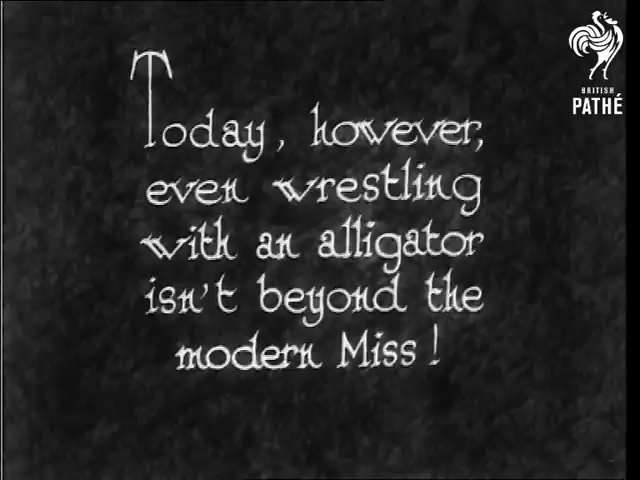 Today, however,
even wrestling
with an alligator
isn't beyond the
modern Miss!
BRITISH
PATHÉ